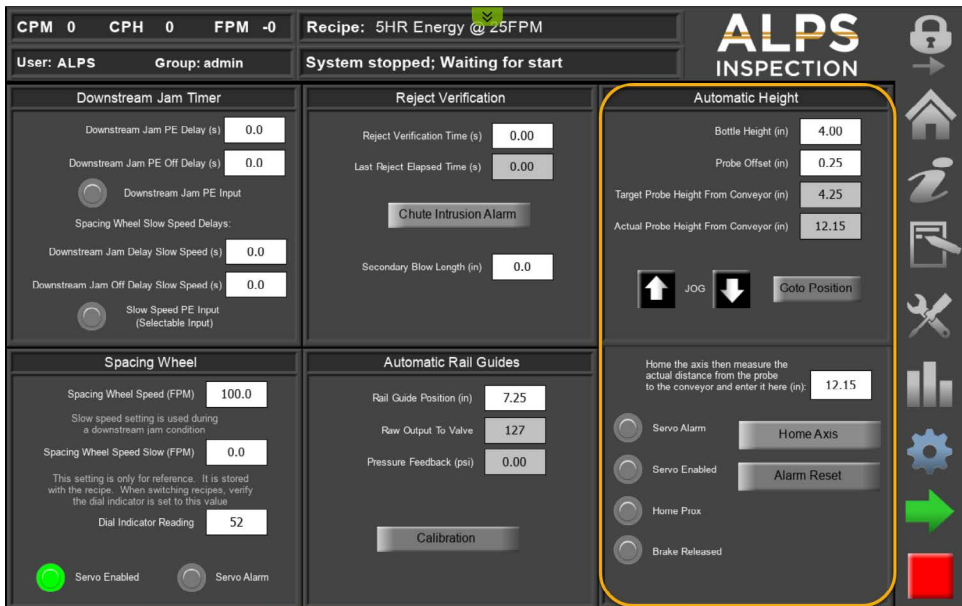 CPM 0 CPH 0 FPM -0
Recipe: 5HR Energy @ 25FPM
User: ALPS Group: admin
System stopped; Waiting for start
ALPS
INSPECTION
Downstream Jam Timer
Downstream Jam PE Delay (s) 0.0
Downstream Jam PE Off Delay (s) 0.0
Downstream Jam PE Input
Spacing Wheel Slow Speed Delays:
Downstream Jam Delay Slow Speed (s) 0.0
Downstream Jam Off Delay Slow Speed (s) 0.0
Slow Speed PE Input
(Selectable Input)
Reject Verification
Reject Verification Time (s) 0.00
Last Reject Elapsed Time (s) 0.00
Chute Intrusion Alarm
Secondary Blow Length (in) 0.0
Automatic Height
Bottle Height (in) 4.00
Probe Offset (in) 0.25
Target Probe Height From Conveyor (in) 4.25
Actual Probe Height From Conveyor (in) 12.15
JOG Goto Position
Spacing Wheel
Spacing Wheel Speed (FPM) 100.0
Slow speed setting is used during
a downstream jam condition
Spacing Wheel Speed Slow (FPM) 0.0
This setting is only for reference. It is stored
with the recipe. When switching recipes, verify
the dial indicator is set to this value
Dial Indicator Reading 52
Servo Enabled Servo Alarm
Automatic Rail Guides
Rail Guide Position (in) 7.25
Raw Output To Valve 127
Pressure Feedback (psi) 0.00
Calibration
Home the axis then measure the
actual distance from the probe
to the conveyor and enter it here (in): 12.15
Servo Alarm Home Axis
Servo Enabled Alarm Reset
Home Prox
Brake Released